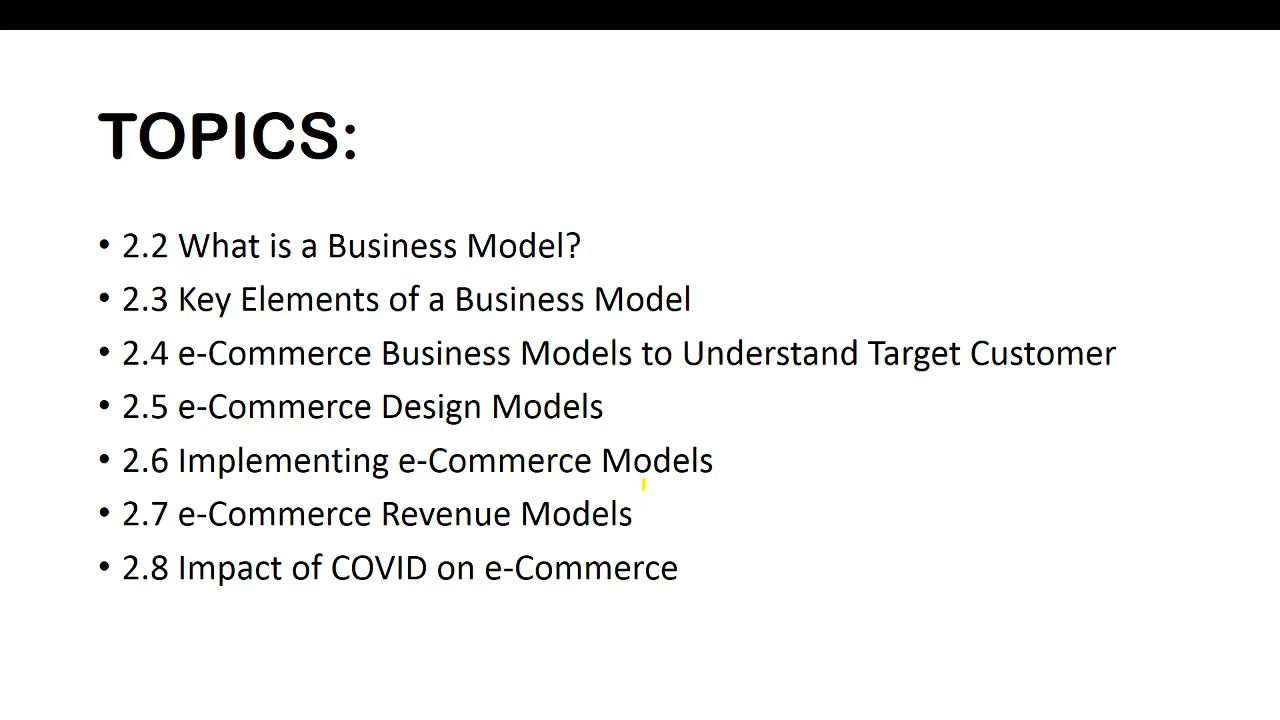 TOPICS:
• 2.2 What is a Business Model?
• 2.3 Key Elements of a Business Model
• 2.4 e-Commerce Business Models to Understand Target Customer
• 2.5 e-Commerce Design Models
• 2.6 Implementing e-Commerce Models
• 2.7 e-Commerce Revenue Models
• 2.8 Impact of COVID on e-Commerce